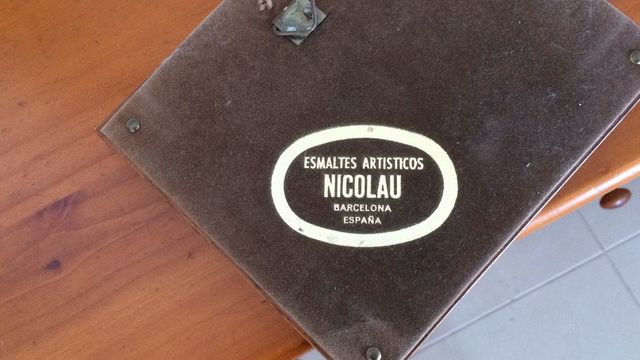 ESMALTES ARTISTICOS
NICOLAU
BARCELONA
ESPAÑA